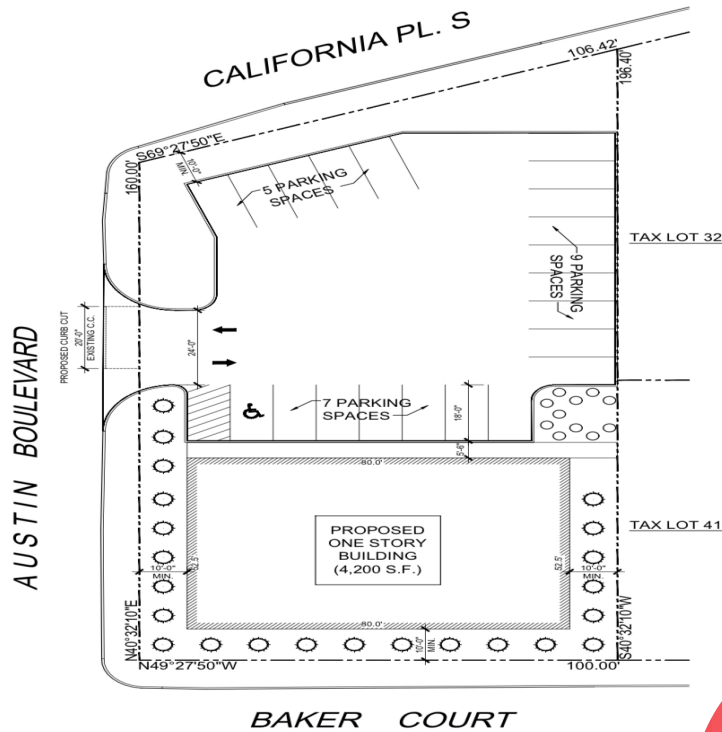 CALIFORNIA PL. S
106.42'
196.40'
S69°27'50"E
160.00'
10'-0"
MIN.
5 PARKING
SPACES
9 PARKING
SPACES
TAX LOT 32
PROPOSED CURB CUT
20'-0"
EXISTING C.C.
24'-0"
7 PARKING
SPACES
18'-0"
5'-6"
80.0'
AUSTIN BOULEVARD
PROPOSED
ONE STORY
BUILDING
(4,200 S.F.)
52.5'
52.5'
TAX LOT 41
10'-0"
MIN.
10'-0"
MIN.
80.0'
10'-0"
MIN.
N40°32'10"E
S40°32'10"W
N49°27'50"W
100.00'
BAKER COURT